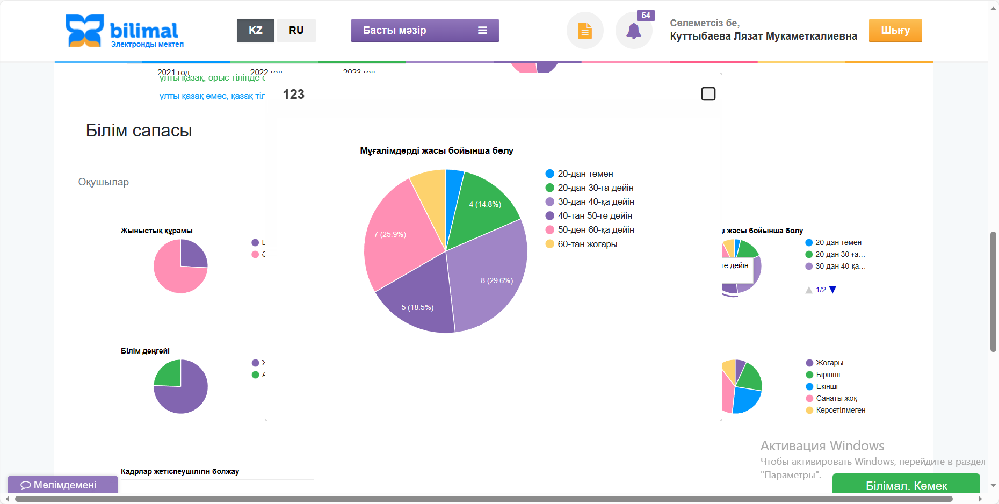 bilimal
Электронды мектеп
KZ
RU
Басты мәзір
54
Сәлеметсіз бе,
Куттыбаева Лязат Мукаметкалиевна
Шығу
2021 год
2022 год
2023 год
ұлты қазақ, орыс тілінде
ұлты қазақ емес, қазақ тіл
Білім сапасы
Оқушылар
123
Мұғалімдерді жасы бойынша бөлу
4 (14.8%)
8 (29.6%)
5 (18.5%)
7 (25.9%)
20-дан төмен
20-дан 30-ға дейін
30-дан 40-қа дейін
40-тан 50-ге дейін
50-ден 60-қа дейін
60-тан жоғары
Жыныстық құрамы
жасы бойынша бөлу
20-дан төмен
20-дан 30-ға...
30-дан 40-қа...
ге дейін
1/2
Білім деңгейі
Жоғары
Бірінші
Екінші
Санаты жоқ
Көрсетілмеген
Кадрлар жетіспеушілігін болжау
Активация Windows
Чтобы активировать Windows, перейдите в раздел
"Параметры".
Мәлімдемені
Білімал. Көмек